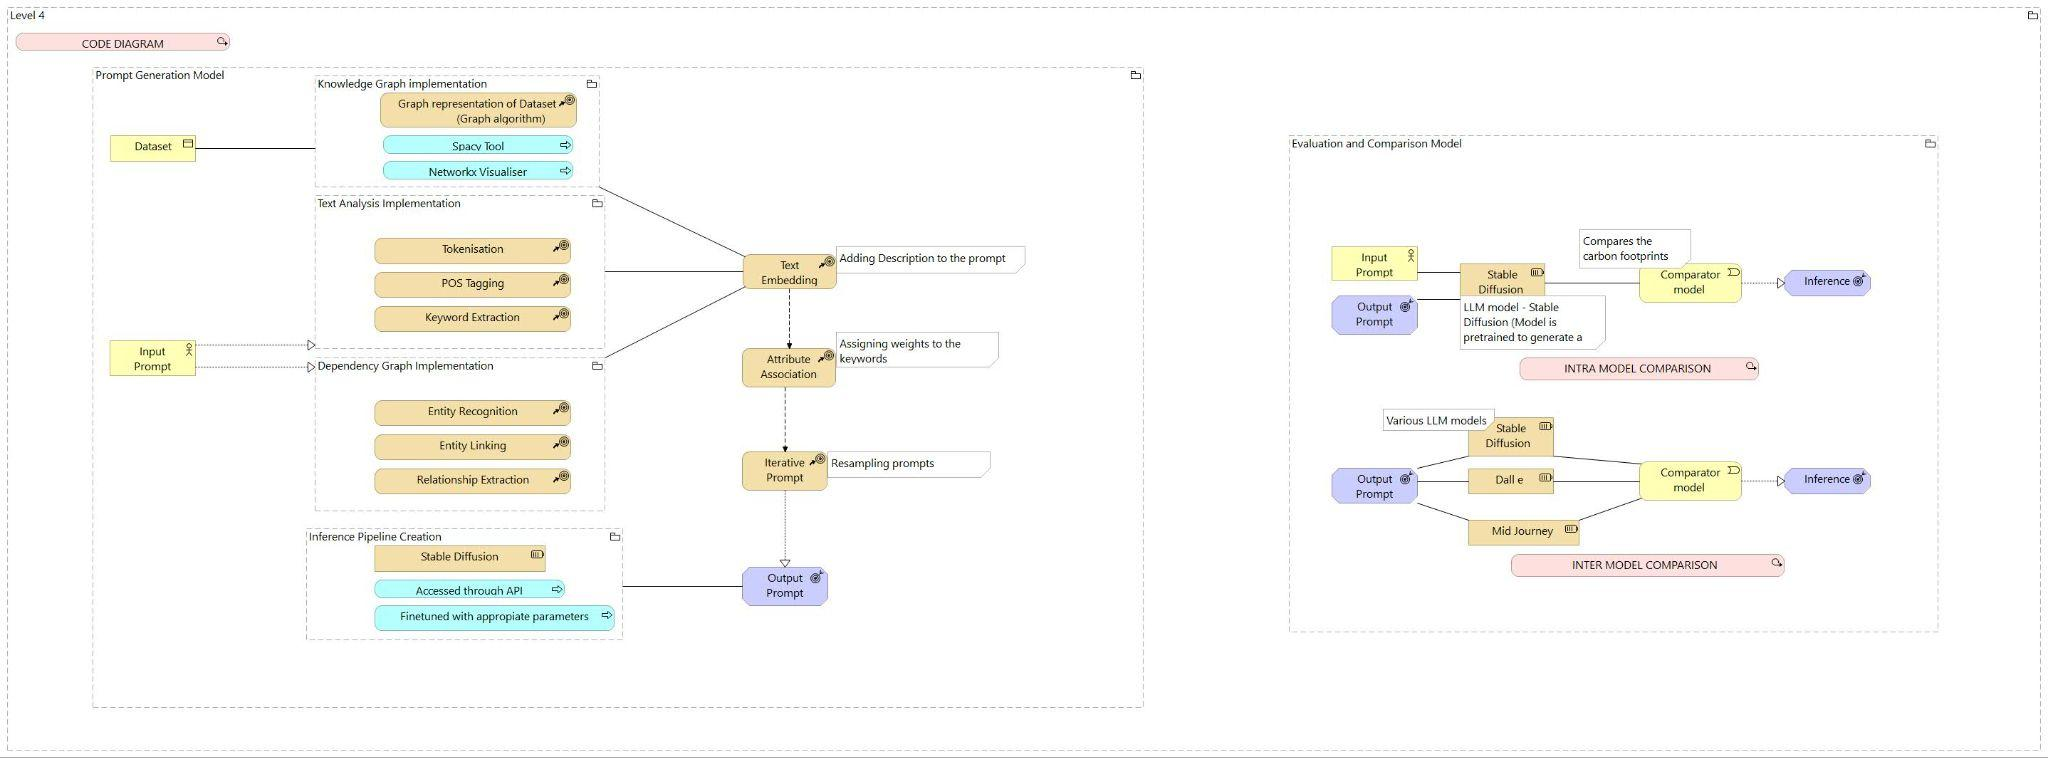 Level 4
CODE DIAGRAM
Prompt Generation Model
Knowledge Graph implementation
Graph representation of Dataset
(Graph algorithm)
Spacy Tool
Networkx Visualiser
Dataset
Text Analysis Implementation
Tokenisation
POS Tagging
Keyword Extraction
Input
Prompt
Dependency Graph Implementation
Entity Recognition
Entity Linking
Relationship Extraction
Inference Pipeline Creation
Stable Diffusion
Accessed through API
Finetuned with appropiate parameters
Text
Embedding
Adding Description to the prompt
Attribute
Association
Assigning weights to the
keywords
Iterative
Prompt
Resampling prompts
Output
Prompt
Evaluation and Comparison Model
Input
Prompt
Output
Prompt
Stable
Diffusion
LLM model - Stable
Diffusion (Model is
pretrained to generate a
Compares the
carbon footprints
Comparator
model
Inference
INTRA MODEL COMPARISON
Various LLM models
Stable
Diffusion
Output
Prompt
Dall e
Mid Journey
Comparator
model
Inference
INTER MODEL COMPARISON